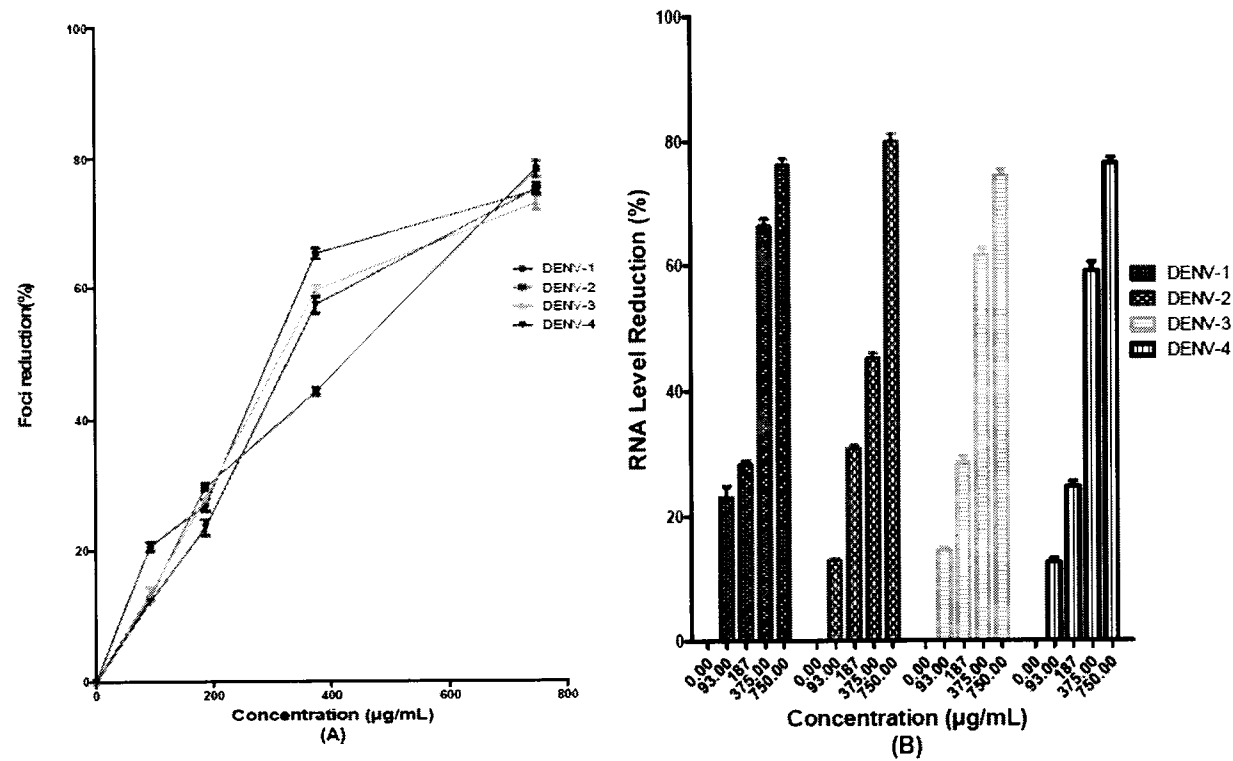 100
80
60
40
20
0
Foci reduction(%)
0
200
400
600
800
Concentration (µg/mL)
(A)
DENV-1
DENV-2
DENV-3
DENV-4
100
80
60
40
20
0
RNA Level Reduction (%)
0.00
93.00
187
375.00
750.00
0.00
93.00
187
375.00
750.00
0.00
93.00
187
375.00
750.00
0.00
93.00
187
375.00
750.00
Concentration (µg/mL)
(B)
DENV-1
DENV-2
DENV-3
DENV-4